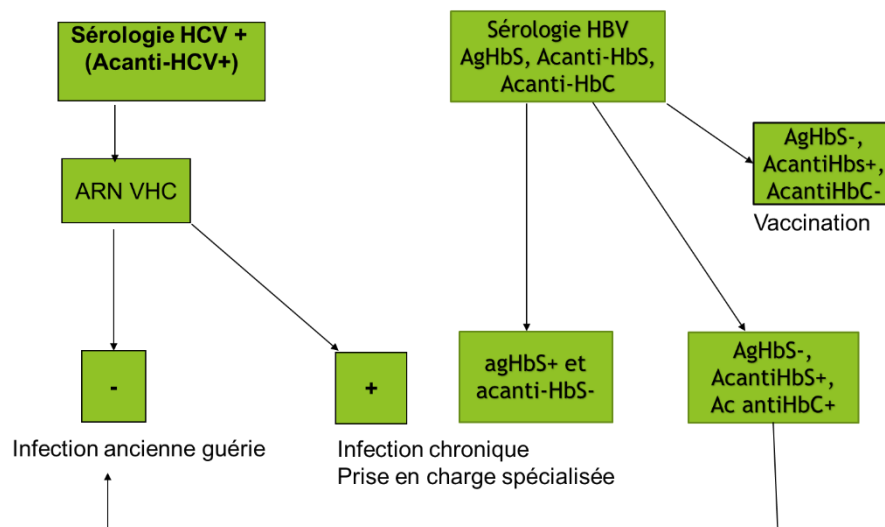 Sérologie HCV +
(Acanti-HCV+)
Sérologie HBV
AgHbS, Acanti-HbS,
Acanti-HbC
ARN VHC
AgHbS-,
AcantiHbs+,
AcantiHbC-
Vaccination
-
+
agHbS+ et
acanti-HbS-
AgHbS-,
AcantiHbS+,
Ac antiHbC+
Infection ancienne guérie
Infection chronique
Prise en charge spécialisée